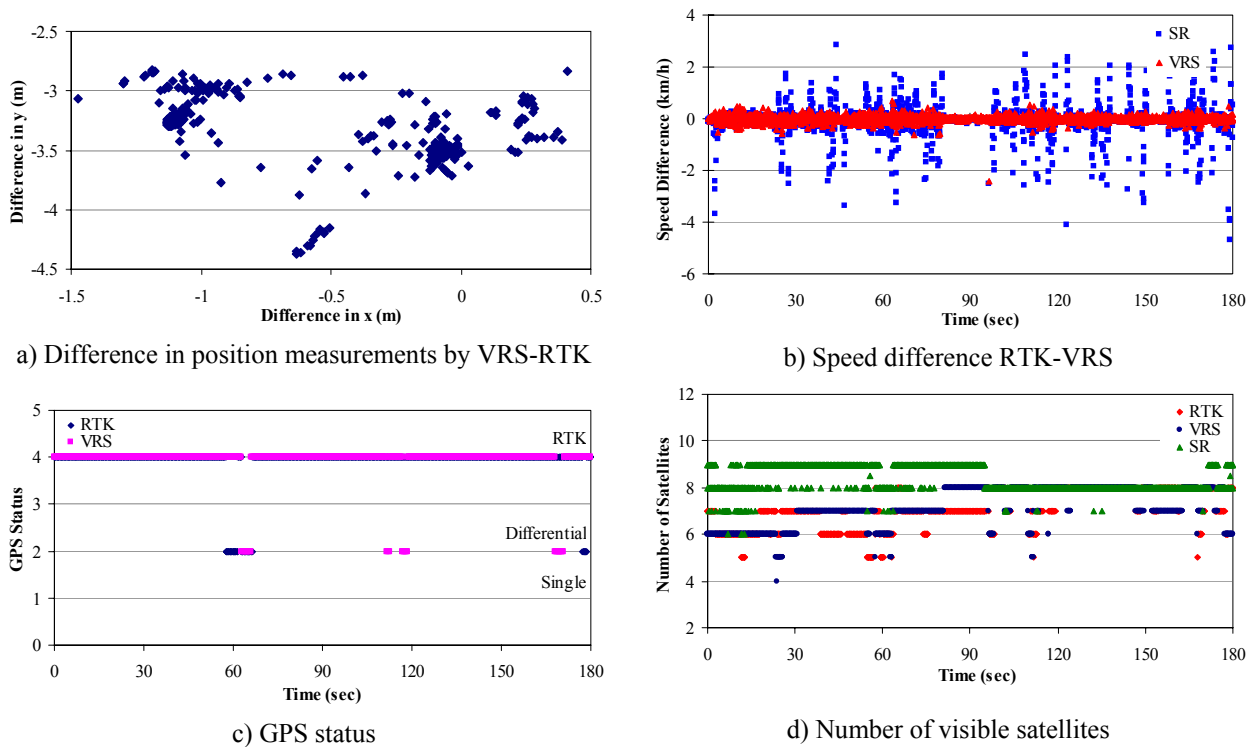 -2.5
-3
-3.5
-4
-4.5
Difference in y (m)
-1.5 -1 -0.5 0 0.5
Difference in x (m)
a) Difference in position measurements by VRS-RTK
4
2
0
-2
-4
-6
Speed Difference (km/h)
SR
VRS
0 30 60 90 120 150 180
Time (sec)
b) Speed difference RTK-VRS
5
4
3
2
1
0
GPS Status
RTK
VRS
RTK
Differential
Single
0 30 60 90 120 150 180
Time (sec)
c) GPS status
12
10
8
6
4
2
Number of Satellites
RTK
VRS
SR
0 30 60 90 120 150 180
Time (sec)
d) Number of visible satellites